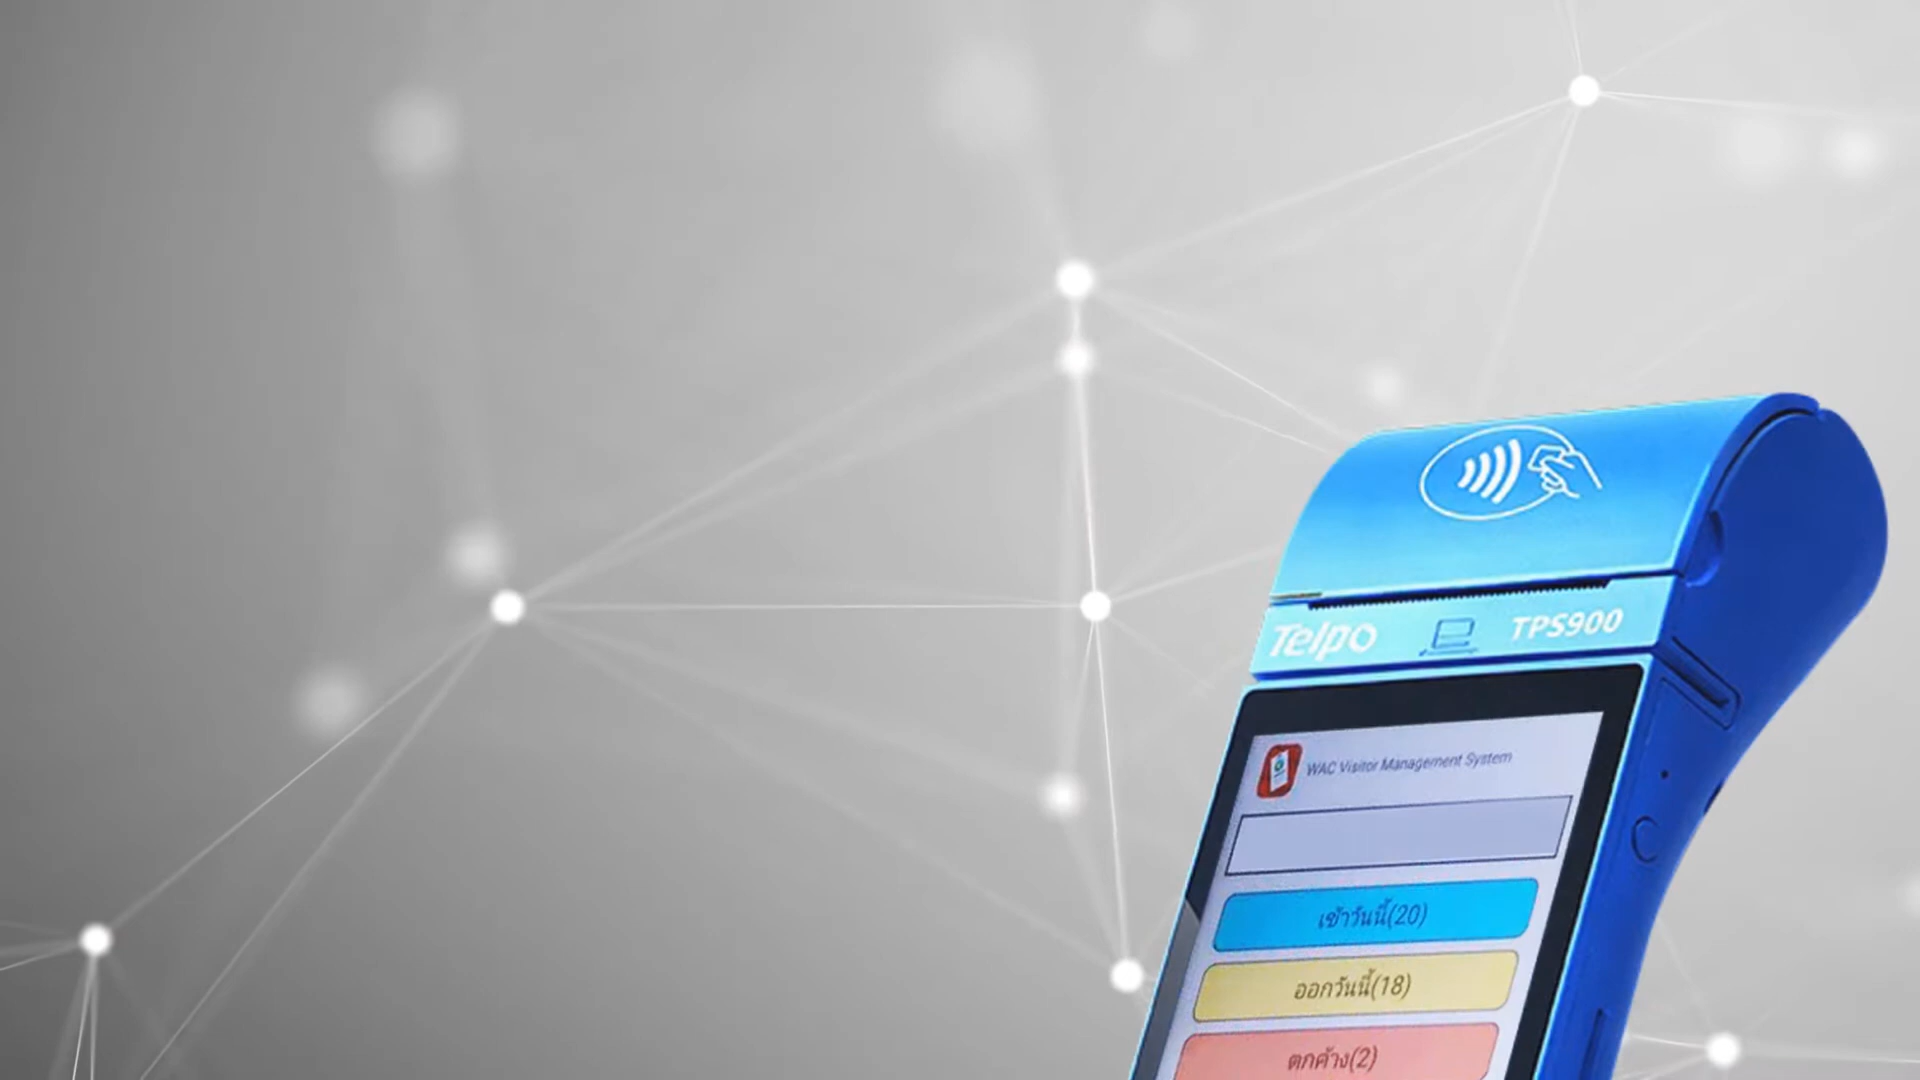 Telpo TPS900
WAC Visitor Management System
เข้าวันนี้(20)
ออกวันนี้(18)
ตกค้าง(2)